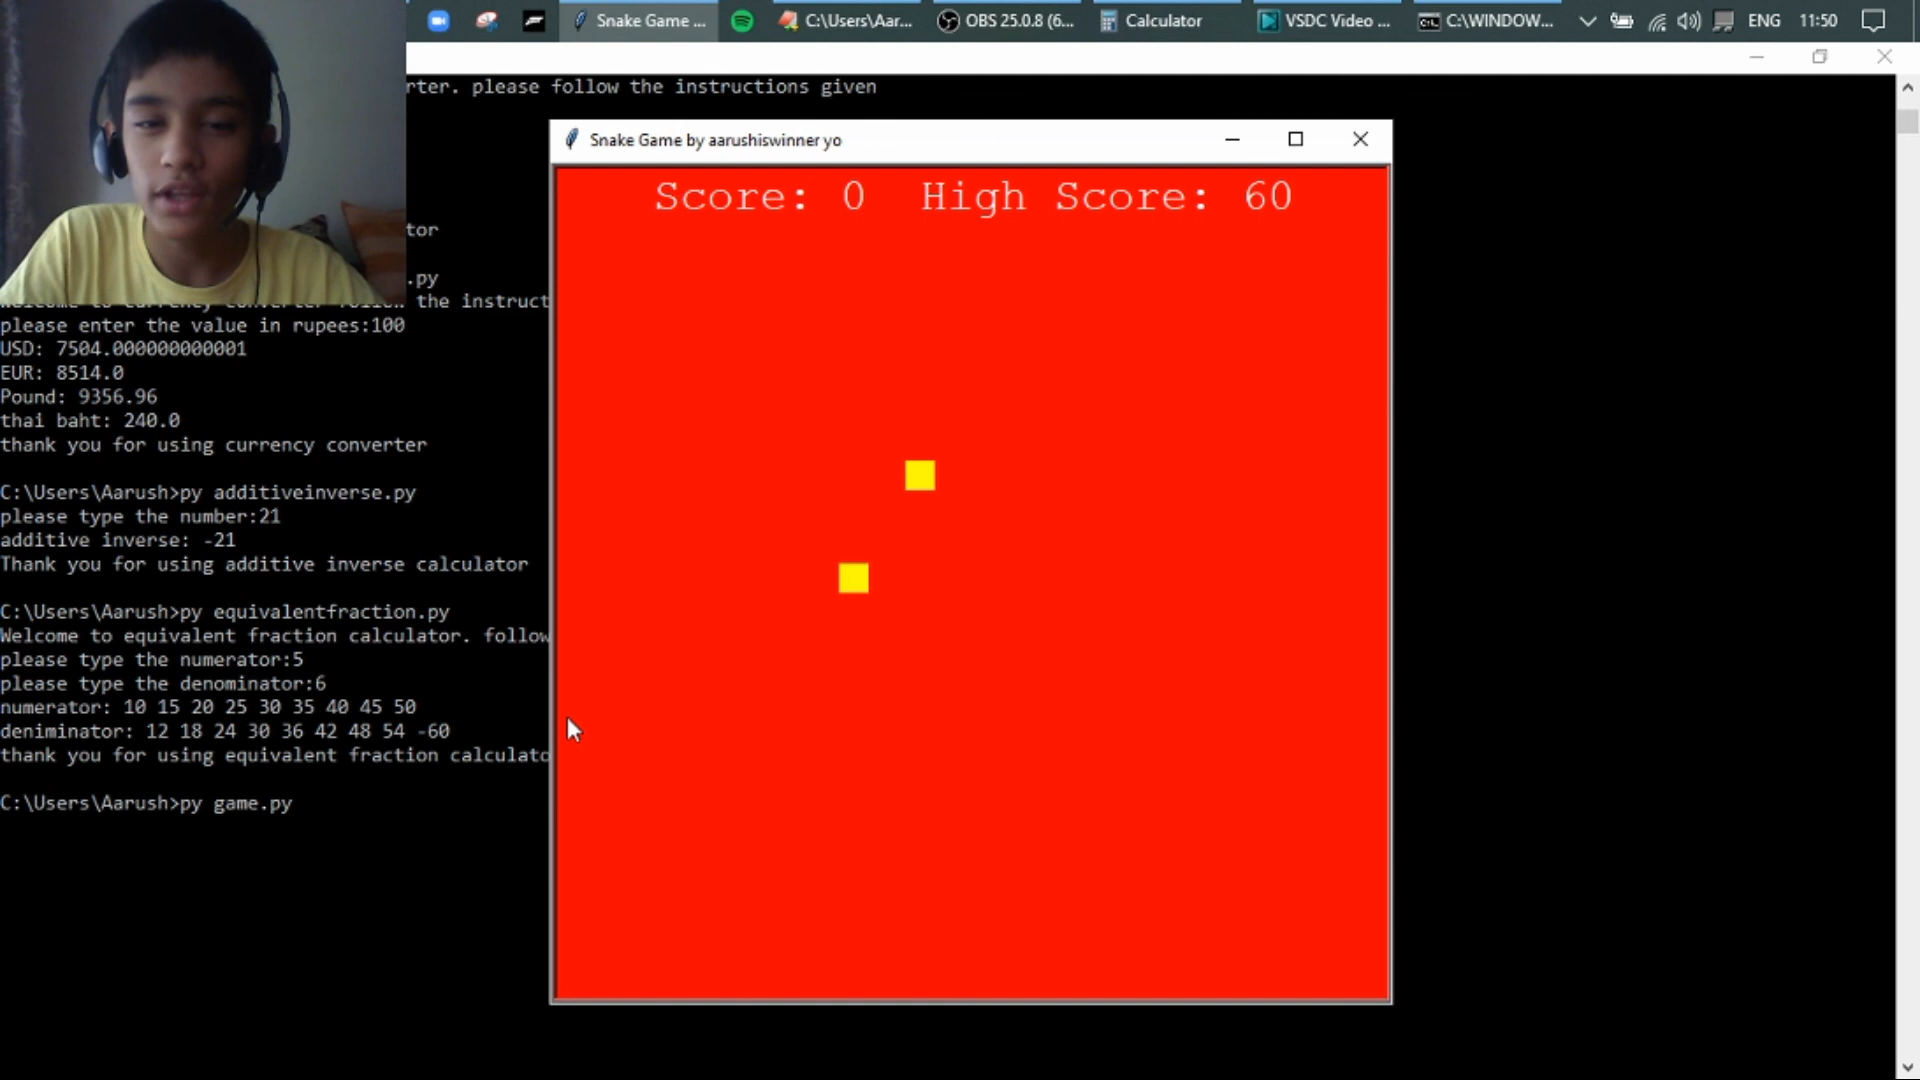 Snake Game ...
C:\Users\Aar...
OBS 25.0.8 (6...
Calculator
VSDC Video ...
C:\WINDOW...
ENG
11:50
rter. please follow the instructions given
Snake Game by aarushiswinner yo
Score: 0  High Score: 60
tor
.py
the instruct
please enter the value in rupees:100
USD: 7504.000000000001
EUR: 8514.0
Pound: 9356.96
thai baht: 240.0
thank you for using currency converter
C:\Users\Aarush>py additiveinverse.py
please type the number:21
additive inverse: -21
Thank you for using additive inverse calculator
C:\Users\Aarush>py equivalentfraction.py
Welcome to equivalent fraction calculator. follow
please type the numerator:5
please type the denominator:6
numerator: 10 15 20 25 30 35 40 45 50
deniminator: 12 18 24 30 36 42 48 54 -60
thank you for using equivalent fraction calculato
C:\Users\Aarush>py game.py